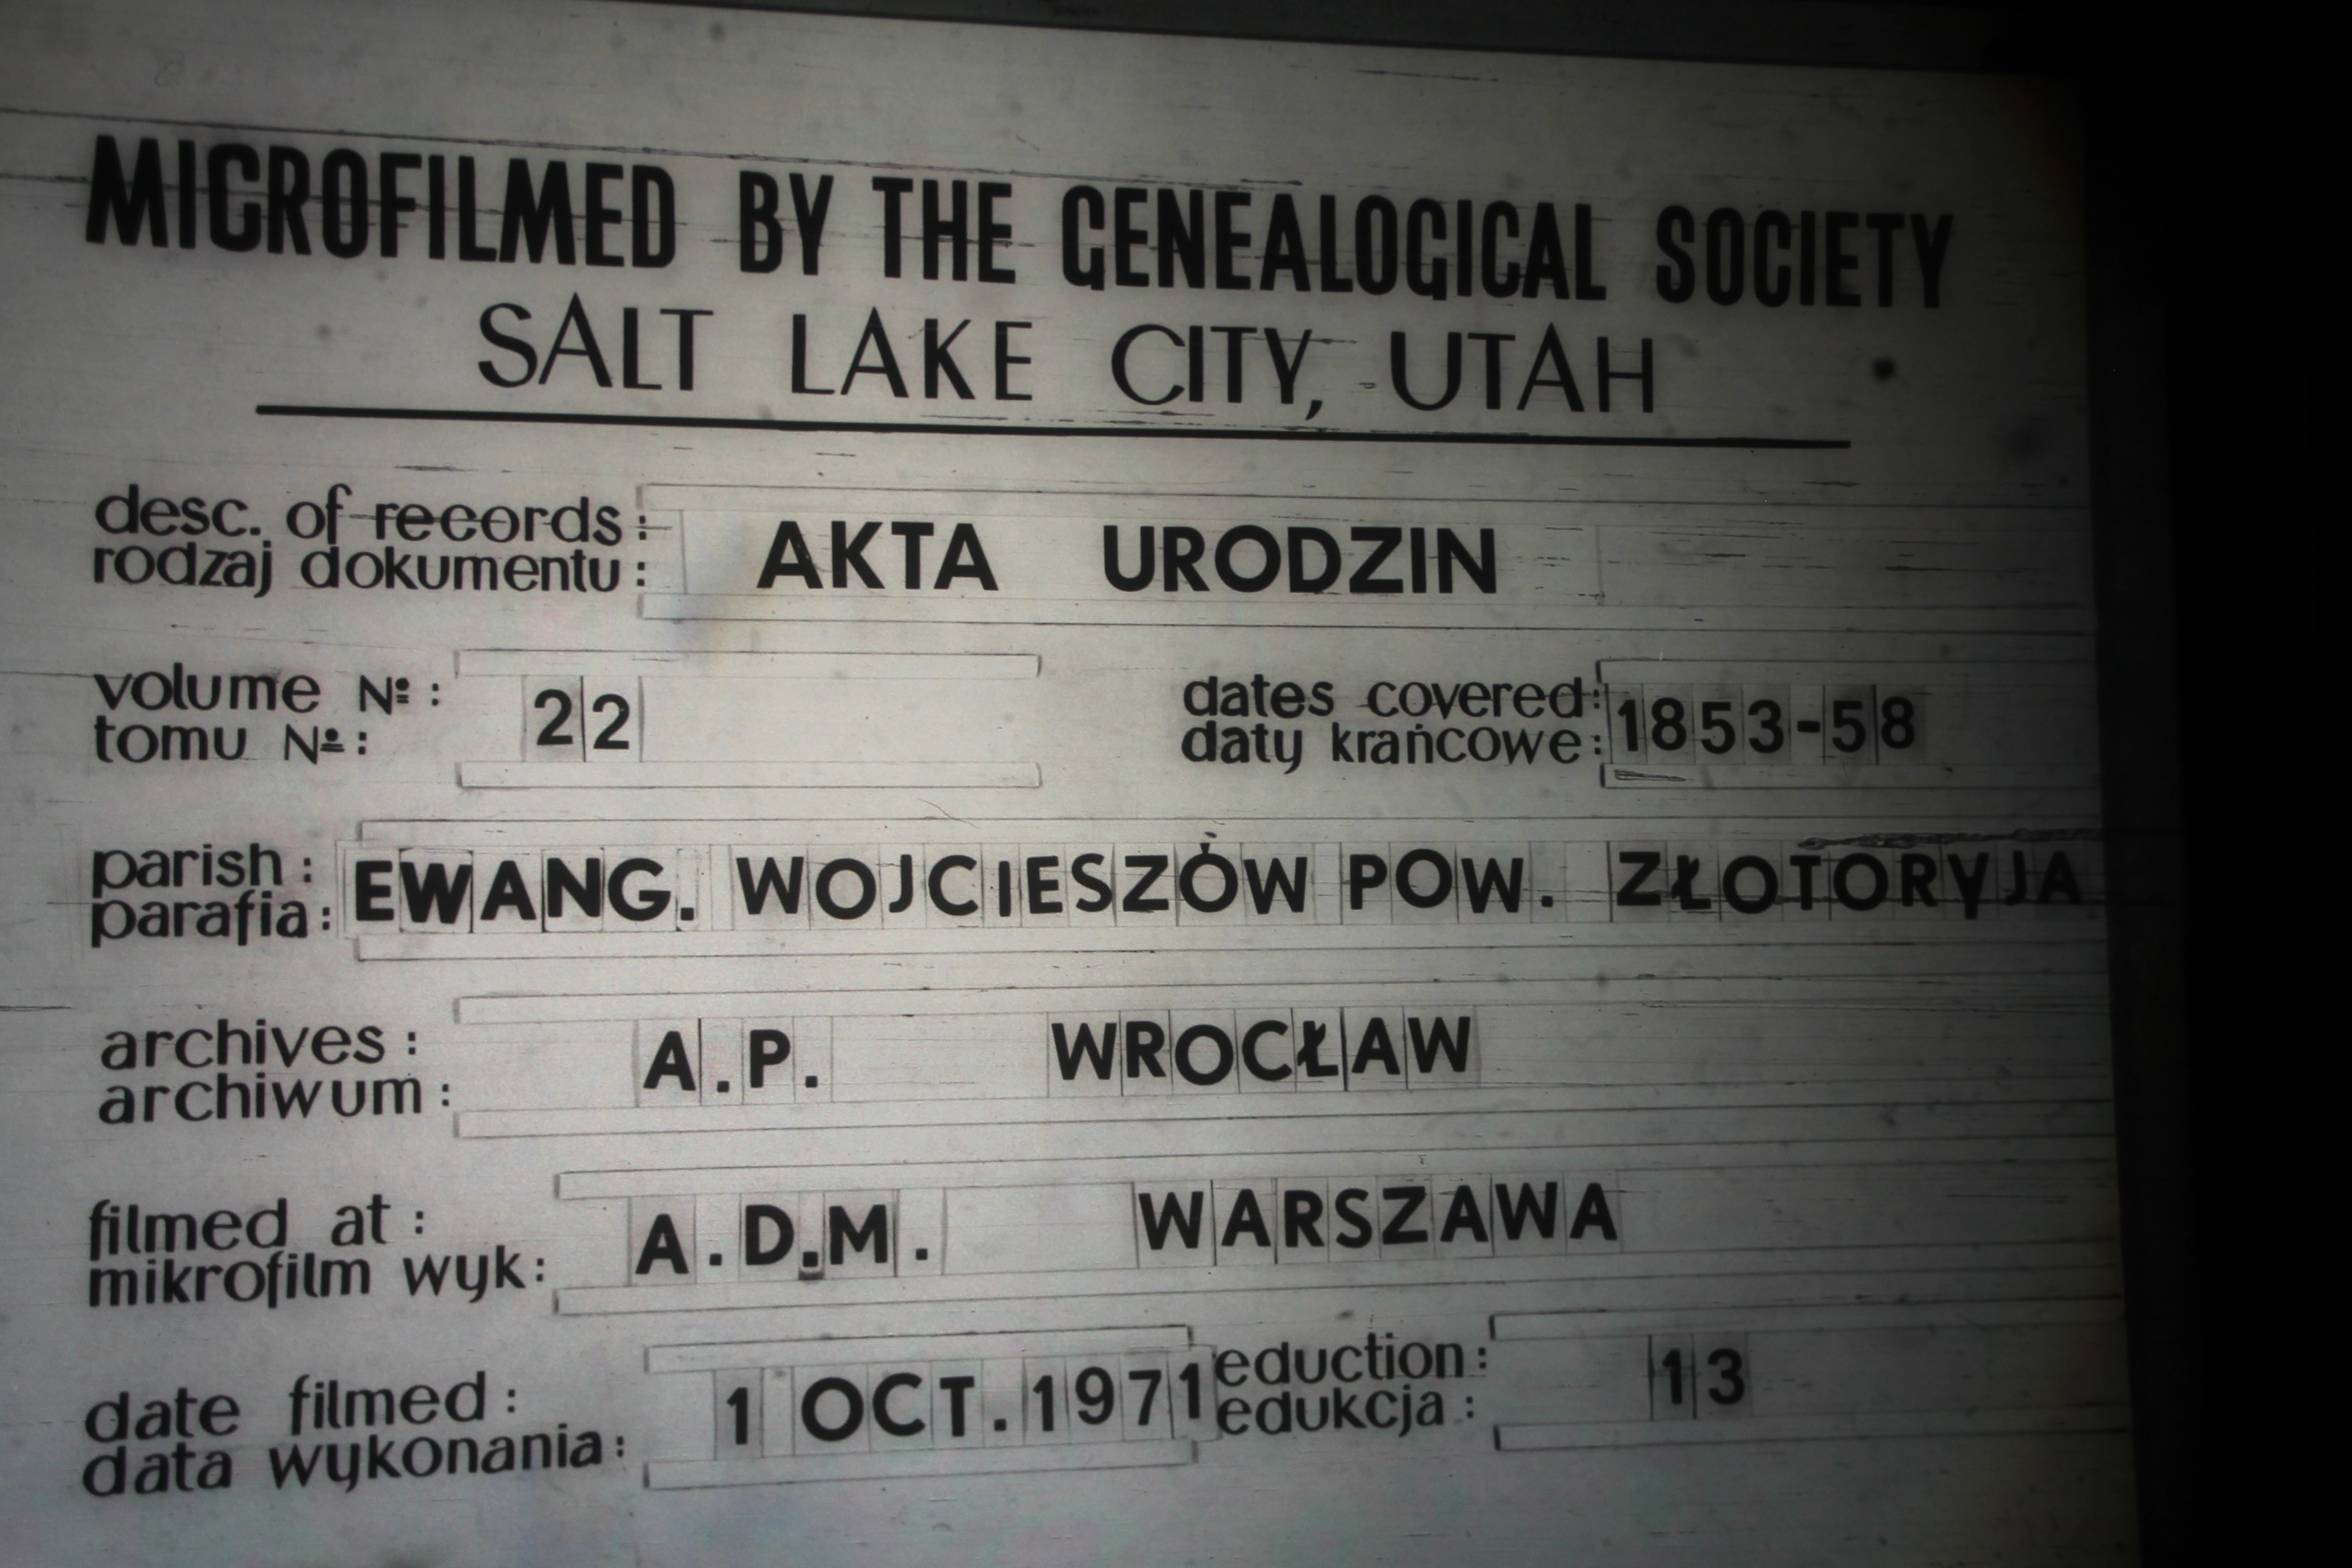 MICROFILMED BY THE GENEALOGICAL SOCIETY
SALT LAKE CITY, UTAH
desc. of records:
rodzaj dokumentu: AKTA URODZIN
volume Nº: 22
tomu Nº:
dates covered: 1853-58
daty krańcowe:
parish:
parafia: EWANG. WOJCIESZÓW POW. ZŁOTORYJA
archives:
archiwum: A.P. WROCŁAW
filmed at:
mikrofilm wyk: A.D.M. WARSZAWA
date filmed:
data wykonania: 1 OCT. 1971
eduction: 13
edukcja: